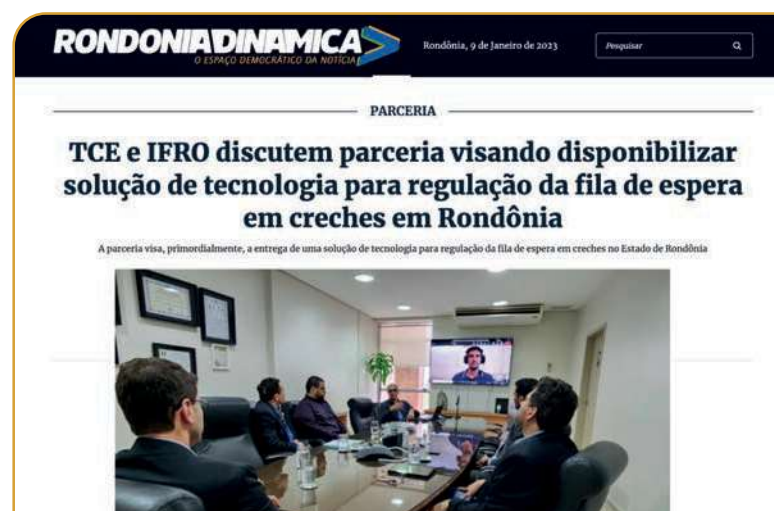 RONDONIADINAMICA
O ESPAÇO DEMOCRÁTICO DA NOTÍCIA
Rondônia, 9 de Janeiro de 2023
Pesquisar
PARCERIA
TCE e IFRO discutem parceria visando disponibilizar
solução de tecnologia para regulação da fila de espera
em creches em Rondônia
A parceria visa, primordialmente, a entrega de uma solução de tecnologia para regulação da fila de espera em creches no Estado de Rondônia